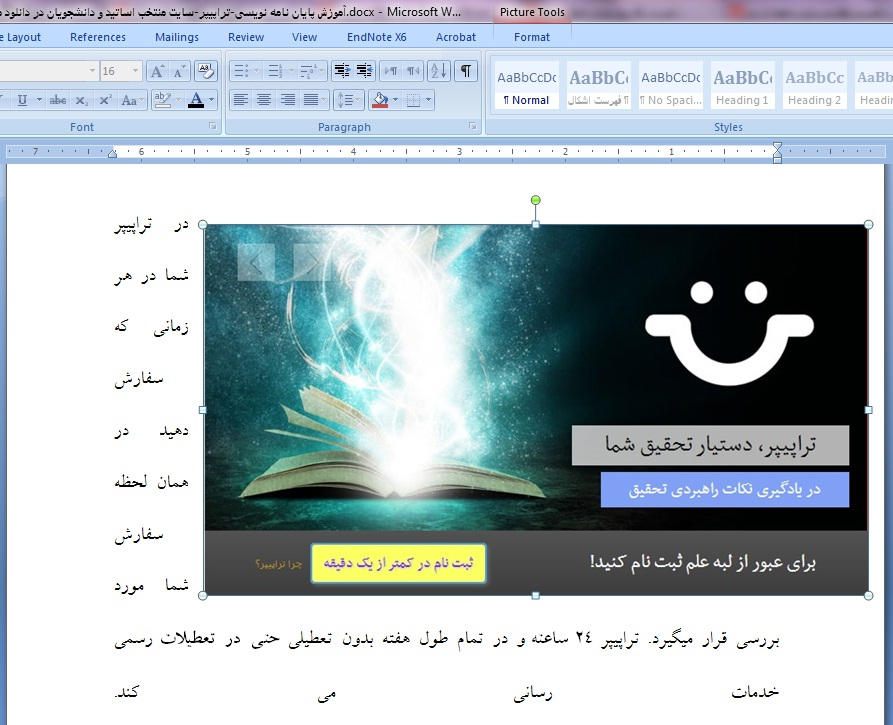 آموزش پایان نامه نویسی-تراپیپر-سایت منتخب اساتید و دانشجویان در دانلود.docx - Microsoft W...
Picture Tools
Layout References Mailings Review View EndNote X6 Acrobat Format
16
Font
Paragraph
AaBbCcDc AaBbC AaBbCcDc AaBbC AaBbCc AaBb
¶ Normal ¶ فهرست اشکال ¶ No Spaci... Heading 1 Heading 2 Headin
Styles
7 6 5 4 3 2 1
در تراپیپر
شما در هر
زمانی که
سفارش
دهید در
همان لحظه
سفارش
شما مورد
تراپیپر، دستیار تحقیق شما
در یادگیری نکات راهبردی تحقیق
برای عبور از لبه علم ثبت نام کنید!
ثبت نام در کمتر از یک دقیقه
چرا تراپیپر؟
بررسی قرار میگیرد. تراپیپر ۲٤ ساعته و در تمام طول هفته بدون تعطیلی حتی در تعطیلات رسمی
خدمات رسانی می کند.